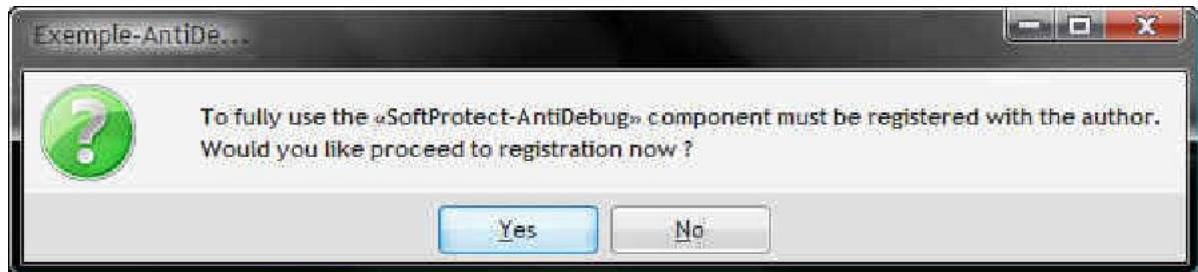 Exemple-AntiDe...
To fully use the «SoftProtect-AntiDebug» component must be registered with the author.
Would you like proceed to registration now ?
Yes
No